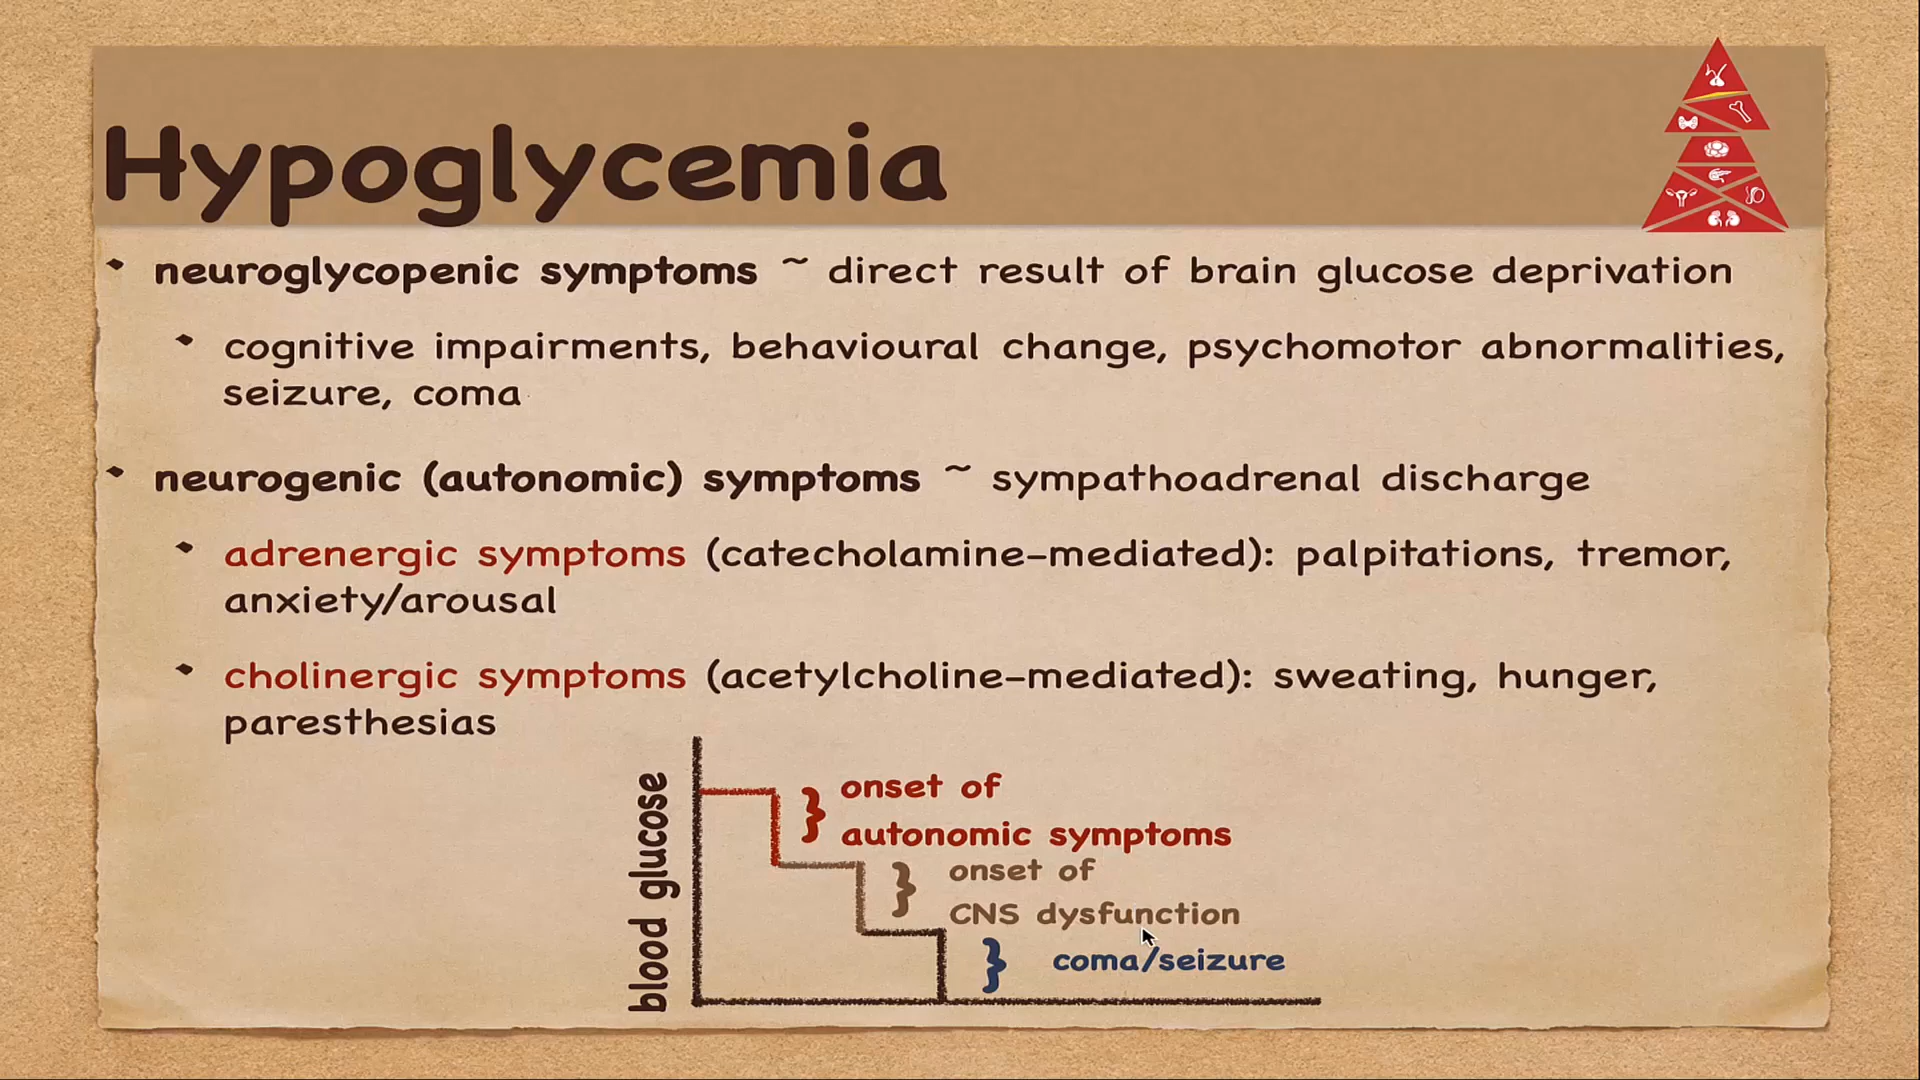 Hypoglycemia
• neuroglycopenic symptoms ~ direct result of brain glucose deprivation
• cognitive impairments, behavioural change, psychomotor abnormalities,
seizure, coma
• neurogenic (autonomic) symptoms ~ sympathoadrenal discharge
• adrenergic symptoms (catecholamine-mediated): palpitations, tremor,
anxiety/arousal
• cholinergic symptoms (acetylcholine-mediated): sweating, hunger,
paresthesias
blood glucose
} onset of
autonomic symptoms
} onset of
CNS dysfunction
} coma/seizure